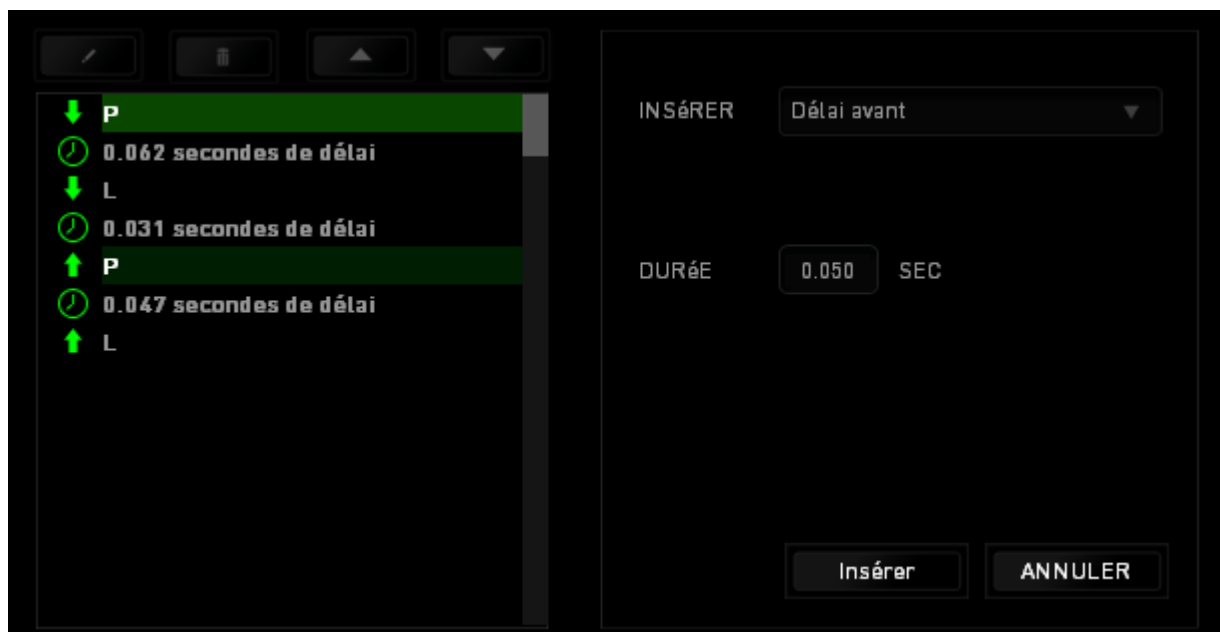 P
0.062 secondes de délai
L
0.031 secondes de délai
P
0.047 secondes de délai
L
INSéRER Délai avant
DURéE 0.050 SEC
Insérer ANNULER